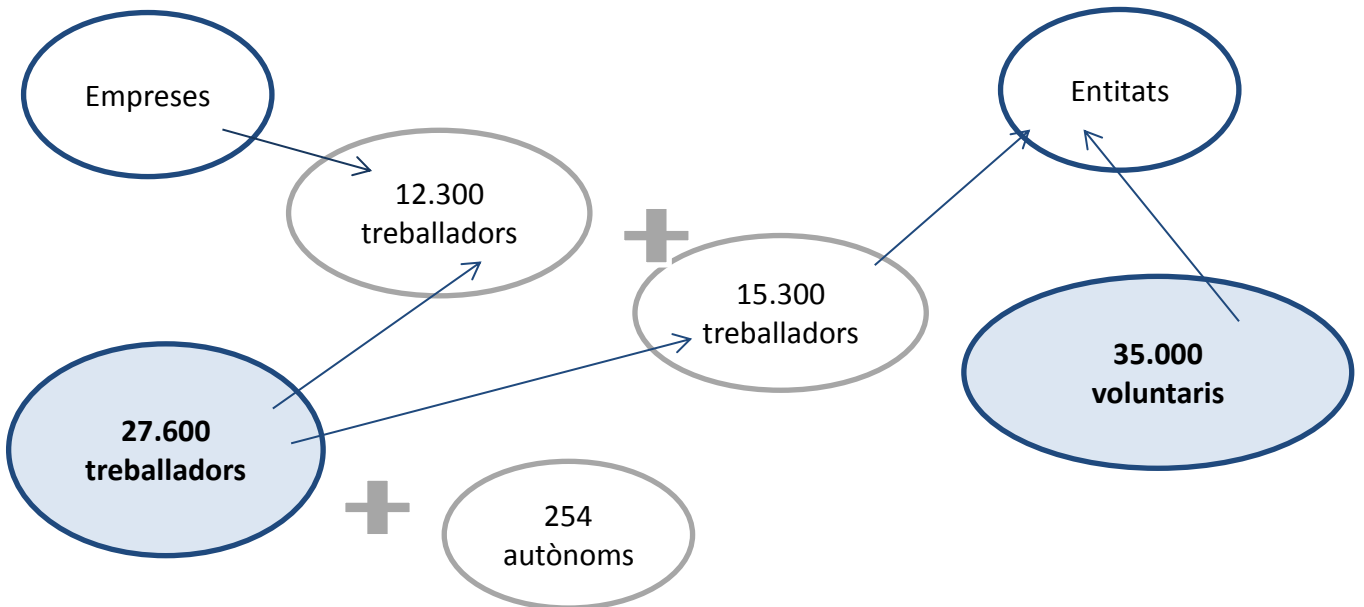 Empreses
Entitats
12.300
treballadors
15.300
treballadors
35.000
voluntaris
27.600
treballadors
254
autònoms